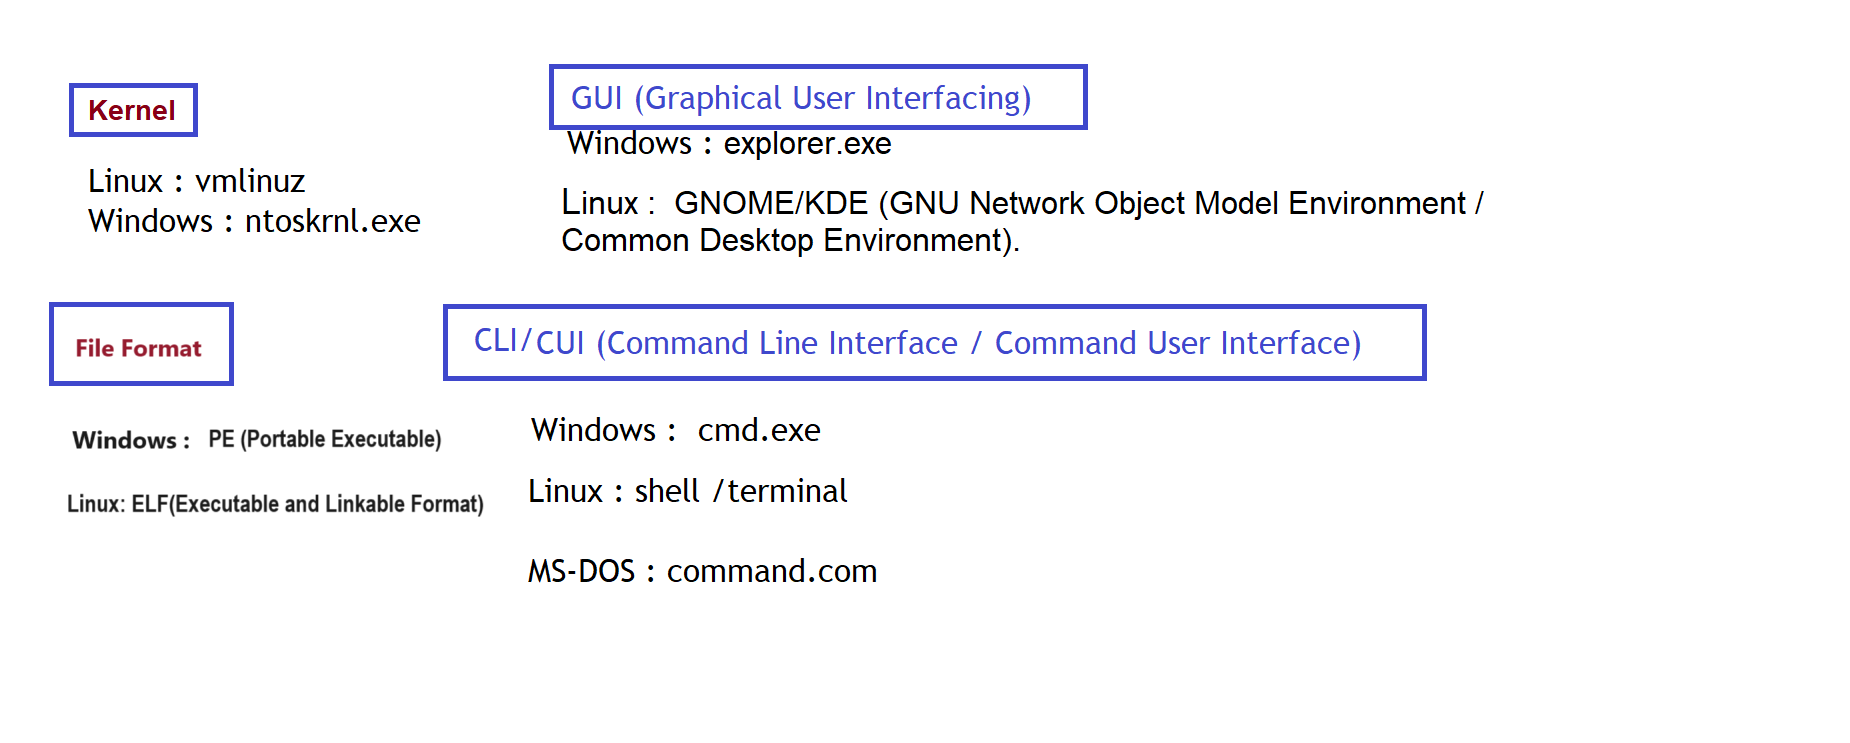 Kernel
Linux : vmlinuz
Windows : ntoskrnl.exe
GUI (Graphical User Interfacing)
Windows : explorer.exe
Linux :  GNOME/KDE (GNU Network Object Model Environment /
Common Desktop Environment).
File Format
Windows :  PE (Portable Executable)
Linux: ELF(Executable and Linkable Format)
CLI/CUI (Command Line Interface / Command User Interface)
Windows :  cmd.exe
Linux : shell /terminal
MS-DOS : command.com